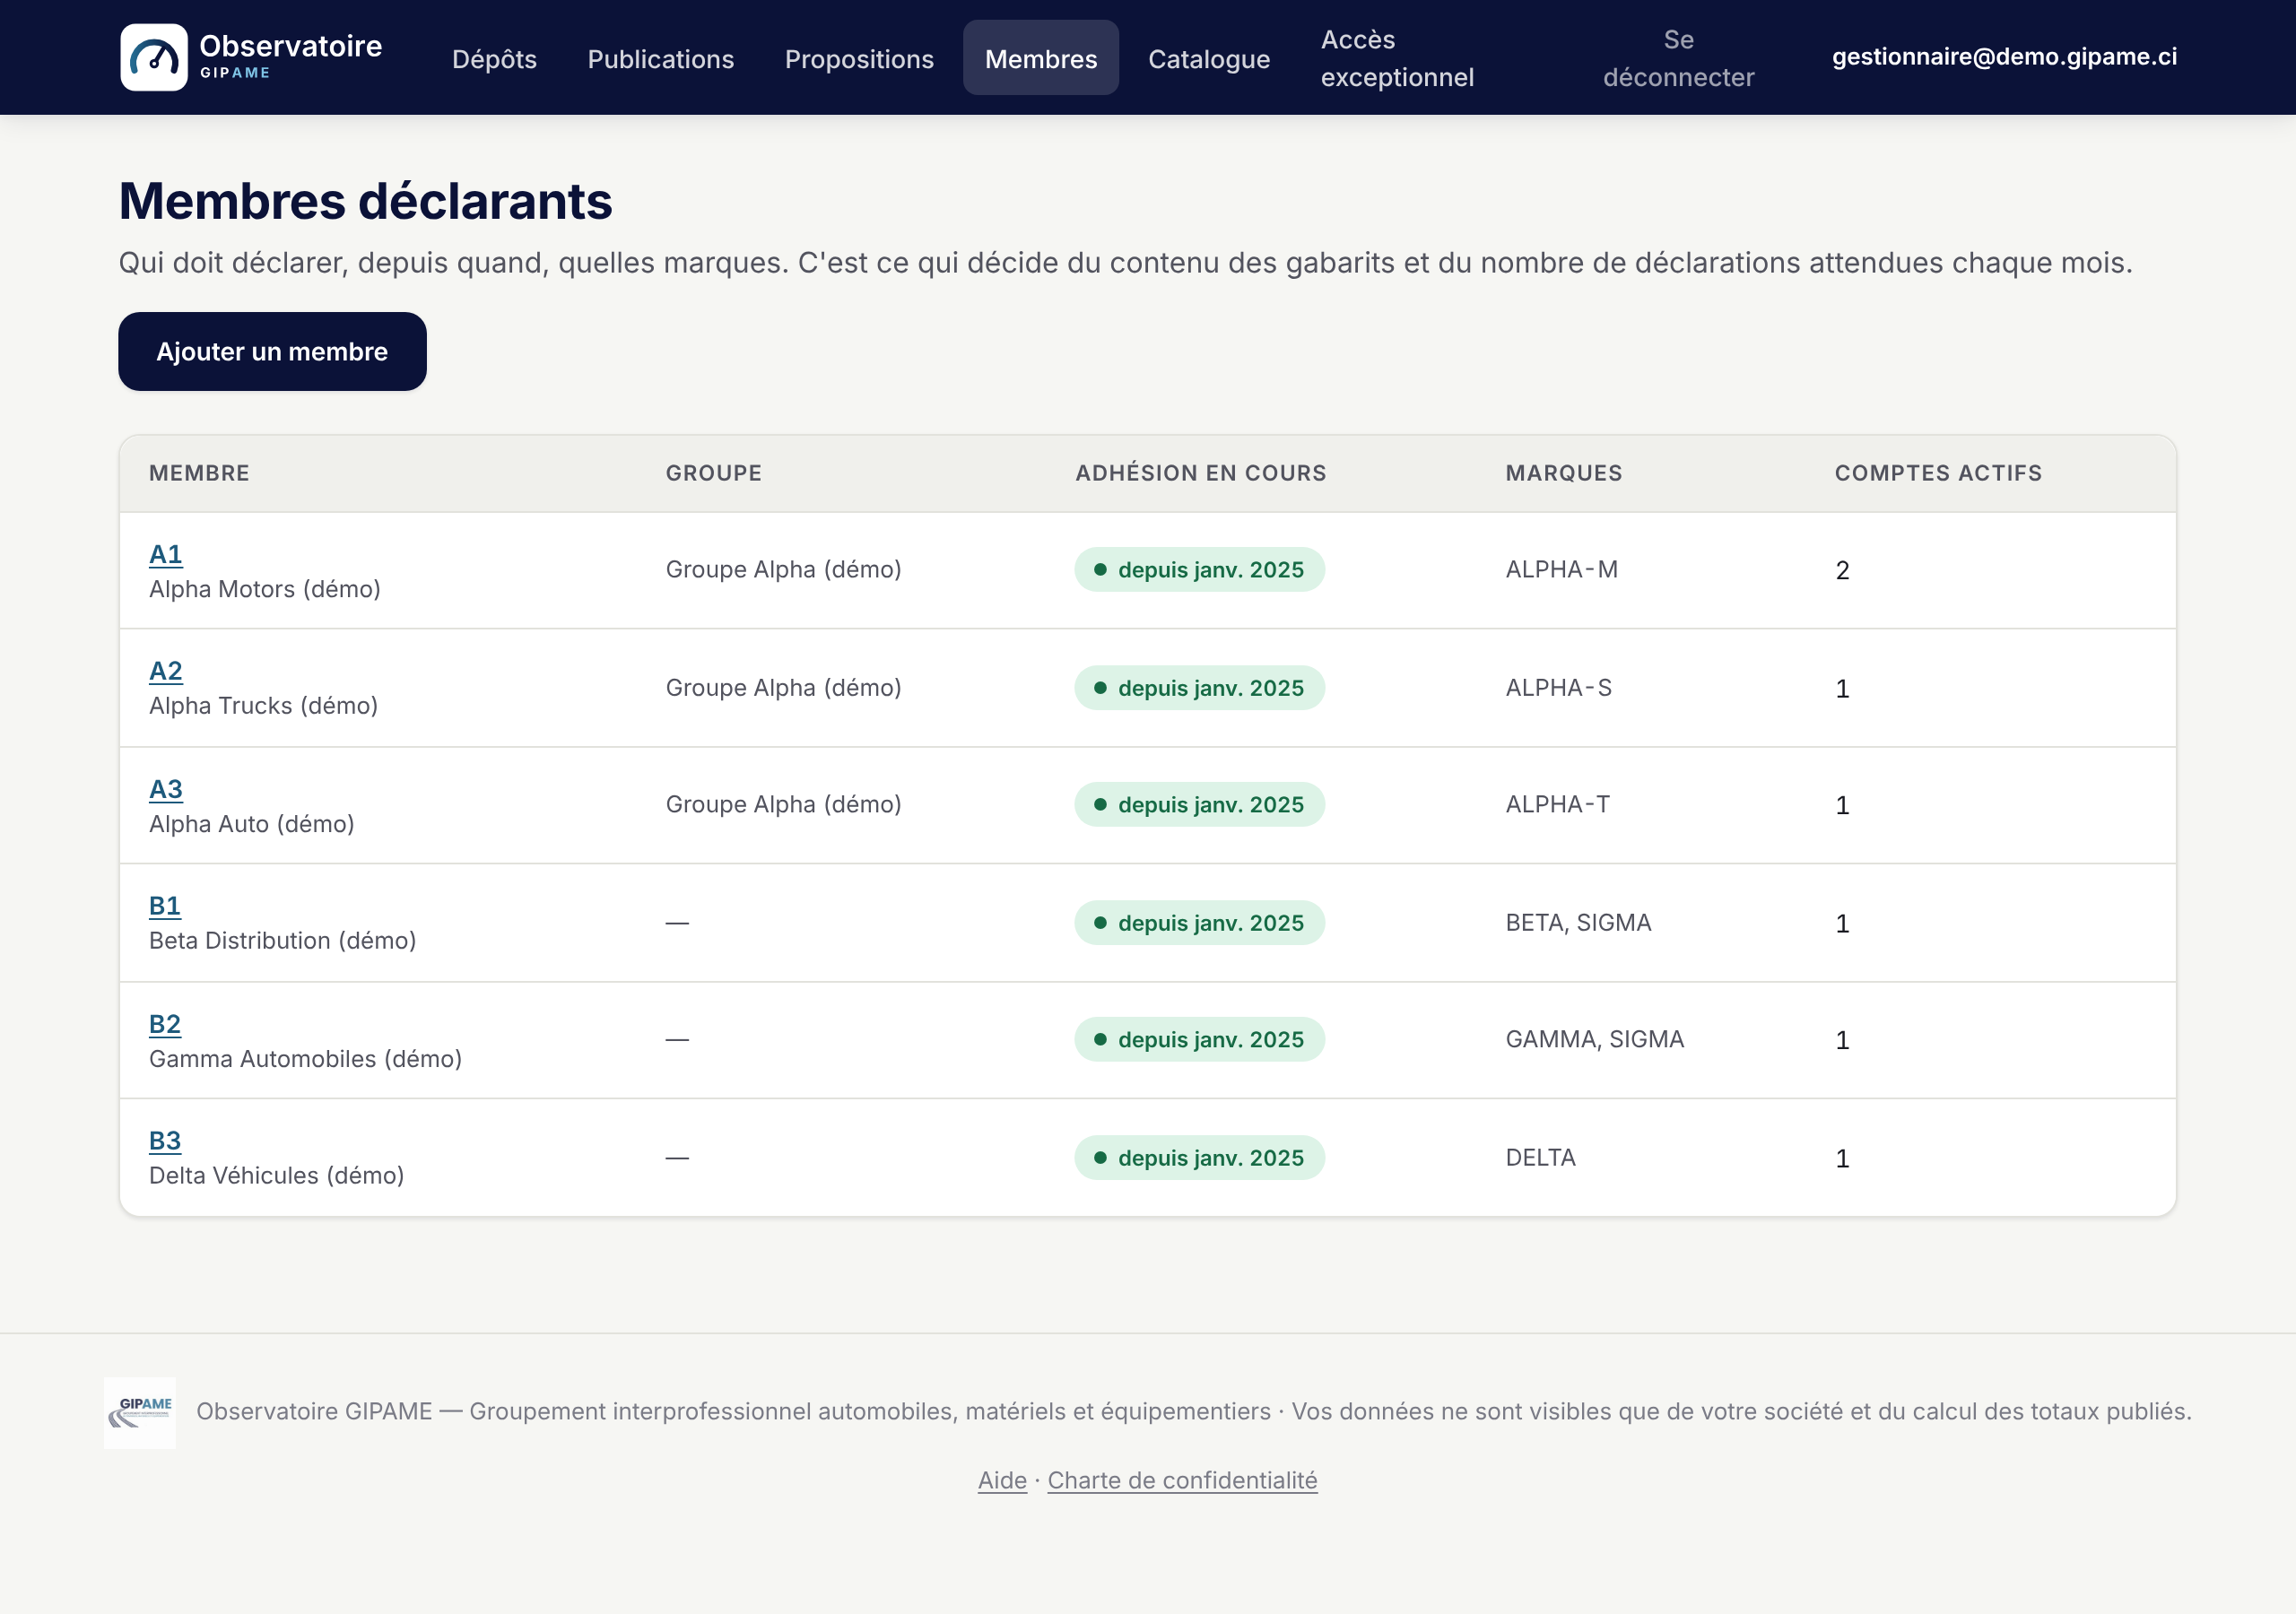 Observatoire
GIPAME
Dépôts
Publications
Propositions
Membres
Catalogue
Accès
exceptionnel
Se
déconnecter
gestionnaire@demo.gipame.ci
Membres déclarants
Qui doit déclarer, depuis quand, quelles marques. C'est ce qui décide du contenu des gabarits et du nombre de déclarations attendues chaque mois.
Ajouter un membre
MEMBRE GROUPE ADHÉSION EN COURS MARQUES COMPTES ACTIFS
A1
Alpha Motors (démo)
Groupe Alpha (démo) depuis janv. 2025 ALPHA-M 2
A2
Alpha Trucks (démo)
Groupe Alpha (démo) depuis janv. 2025 ALPHA-S 1
A3
Alpha Auto (démo)
Groupe Alpha (démo) depuis janv. 2025 ALPHA-T 1
B1
Beta Distribution (démo)
— depuis janv. 2025 BETA, SIGMA 1
B2
Gamma Automobiles (démo)
— depuis janv. 2025 GAMMA, SIGMA 1
B3
Delta Véhicules (démo)
— depuis janv. 2025 DELTA 1
GIPAME
Observatoire GIPAME — Groupement interprofessionnel automobiles, matériels et équipementiers · Vos données ne sont visibles que de votre société et du calcul des totaux publiés.
Aide · Charte de confidentialité